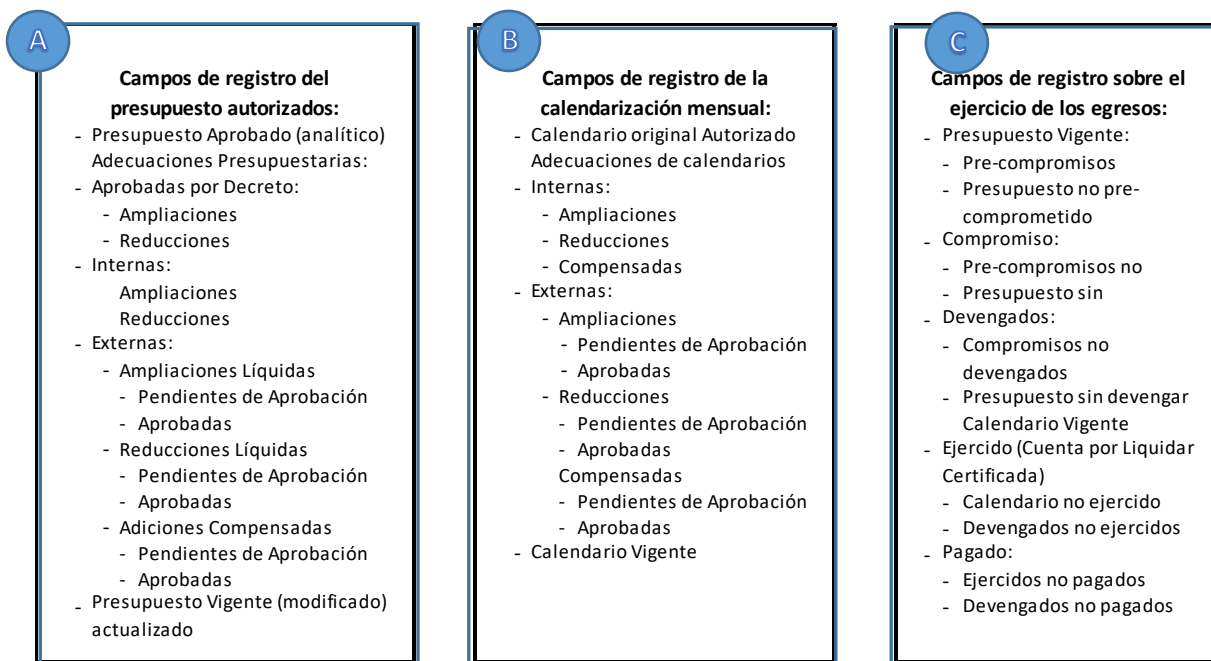 A
Campos de registro del
presupuesto autorizados:
- Presupuesto Aprobado (analítico)
Adecuaciones Presupuestarias:
- Aprobadas por Decreto:
- Ampliaciones
- Reducciones
- Internas:
Ampliaciones
Reducciones
- Externas:
- Ampliaciones Líquidas
- Pendientes de Aprobación
- Aprobadas
- Reducciones Líquidas
- Pendientes de Aprobación
- Aprobadas
- Adiciones Compensadas
- Pendientes de Aprobación
- Aprobadas
- Presupuesto Vigente (modificado)
actualizado
B
Campos de registro de la
calendarización mensual:
- Calendario original Autorizado
Adecuaciones de calendarios
- Internas:
- Ampliaciones
- Reducciones
- Compensadas
- Externas:
- Ampliaciones
- Pendientes de Aprobación
- Aprobadas
- Reducciones
- Pendientes de Aprobación
- Aprobadas
Compensadas
- Pendientes de Aprobación
- Aprobadas
- Calendario Vigente
C
Campos de registro sobre el
ejercicio de los egresos:
- Presupuesto Vigente:
- Pre-compromisos
- Presupuesto no pre-
comprometido
- Compromiso:
- Pre-compromisos no
- Presupuesto sin
- Devengados:
- Compromisos no
devengados
- Presupuesto sin devengar
Calendario Vigente
- Ejercido (Cuenta por Liquidar
Certificada)
- Calendario no ejercido
- Devengados no ejercidos
- Pagado:
- Ejercidos no pagados
- Devengados no pagados